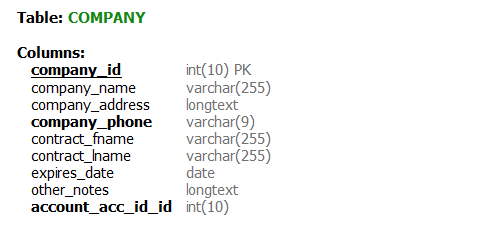 Table: COMPANY
Columns:
company_id int(10) PK
company_name varchar(255)
company_address longtext
company_phone varchar(9)
contract_fname varchar(255)
contract_lname varchar(255)
expires_date date
other_notes longtext
account_acc_id_id int(10)